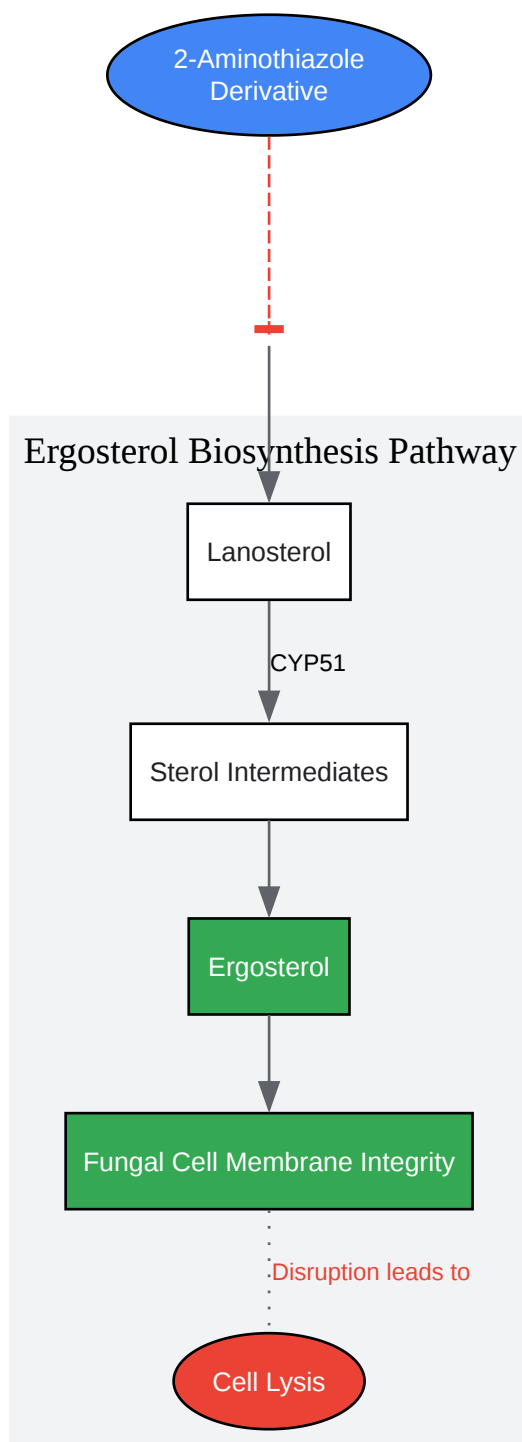 2-Aminothiazole
Derivative
Ergosterol Biosynthesis Pathway
Lanosterol
CYP51
Sterol Intermediates
Ergosterol
Fungal Cell Membrane Integrity
Disruption leads to
Cell Lysis